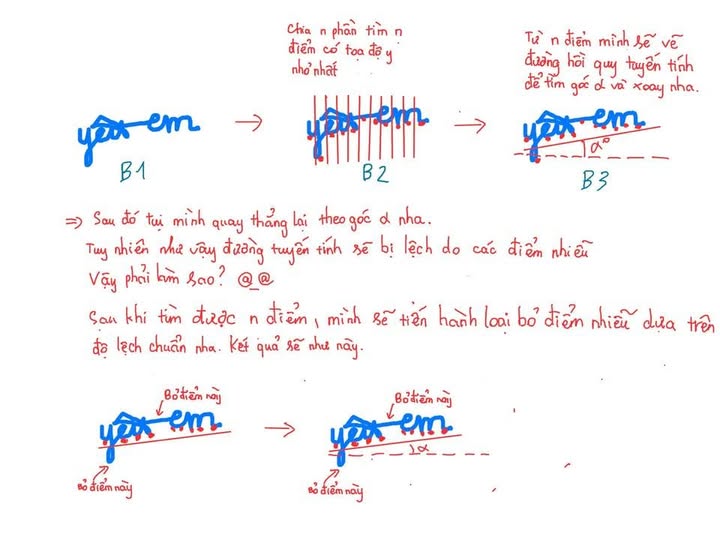 Chia n phần tìm n
điểm có tọa độ y
nhỏ nhất
Từ n điểm mình sẽ vẽ
đường hồi quy tuyến tính
để tìm góc α và xoay nha.
yêu em
yêu em
yêu em
α°
B1
B2
B3
=> Sau đó tụi mình quay thẳng lại theo góc α nha.
Tuy nhiên như vậy đường tuyến tính sẽ bị lệch do các điểm nhiễu
Vậy phải làm sao? @_@
Sau khi tìm được n điểm, mình sẽ tiến hành loại bỏ điểm nhiễu dựa trên
độ lệch chuẩn nha. Kết quả sẽ như này.
Bỏ điểm này
Bỏ điểm này
yêu em
yêu em
α
Bỏ điểm này
Bỏ điểm này